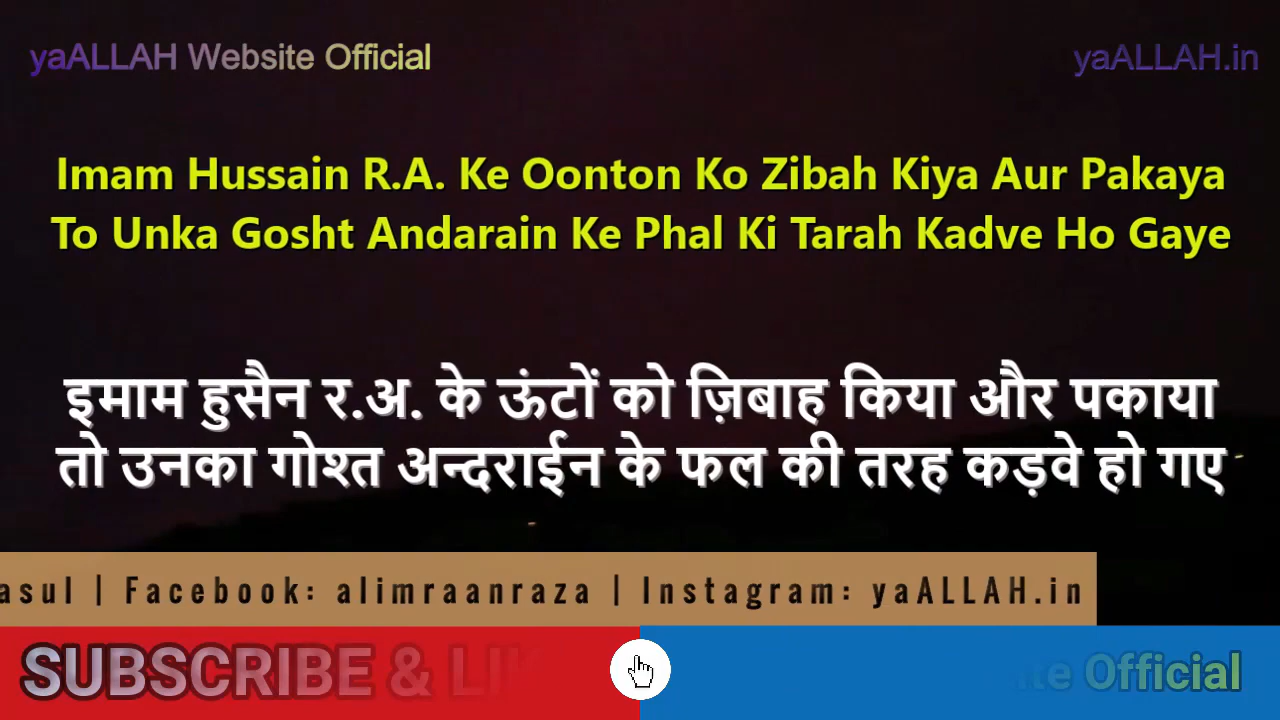 yaALLAH Website Official
yaALLAH.in
Imam Hussain R.A. Ke Oonton Ko Zibah Kiya Aur Pakaya
To Unka Gosht Andarain Ke Phal Ki Tarah Kadve Ho Gaye
इमाम हुसैन र.अ. के ऊंटों को ज़िबाह किया और पकाया
तो उनका गोश्त अन्दराईन के फल की तरह कड़वे हो गए
| Facebook: alimraanraza | Instagram: yaALLAH.in
SUBSCRIBE &
Official